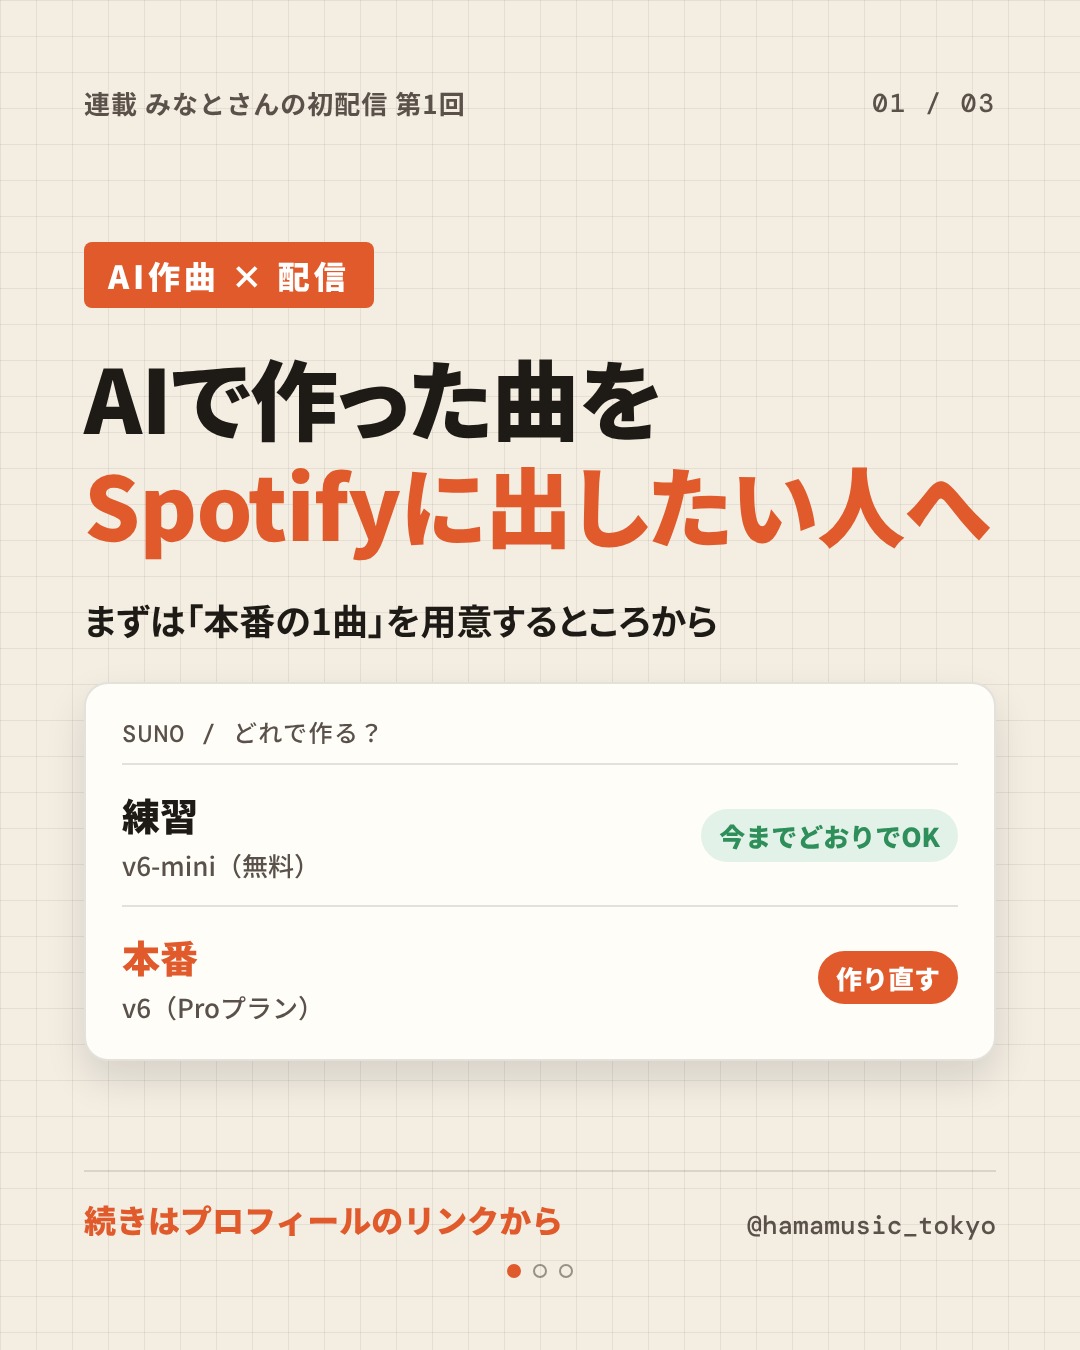 連載 みなとさんの初配信 第1回
01 / 03
AI作曲 × 配信
AIで作った曲を
Spotifyに出したい人へ
まずは「本番の1曲」を用意するところから
SUNO / どれで作る？
練習
今までどおりでOK
v6-mini（無料）
本番
作り直す
v6（Proプラン）
続きはプロフィールのリンクから
@hamamusic_tokyo